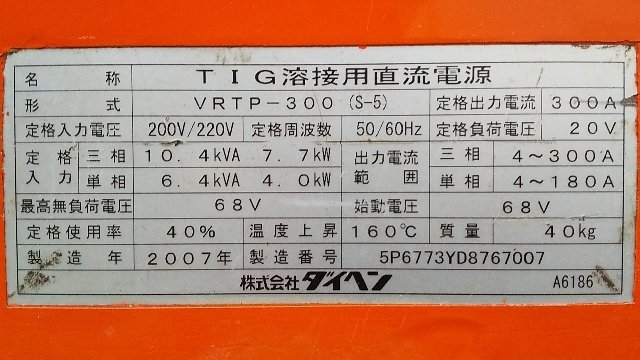 名称 TIG溶接用直流電源
形式 VRTP-300 (S-5) 定格出力電流 300A
定格入力電圧 200V/220V 定格周波数 50/60Hz 定格負荷電圧 20V
定格入力 三相 10.4kVA 7.7kW 出力電流範囲 三相 4～300A
単相 6.4kVA 4.0kW 単相 4～180A
最高無負荷電圧 68V 始動電圧 68V
定格使用率 40% 温度上昇 160℃ 質量 40kg
製造年 2007年 製造番号 5P6773YD8767007
株式会社ダイヘン A6186